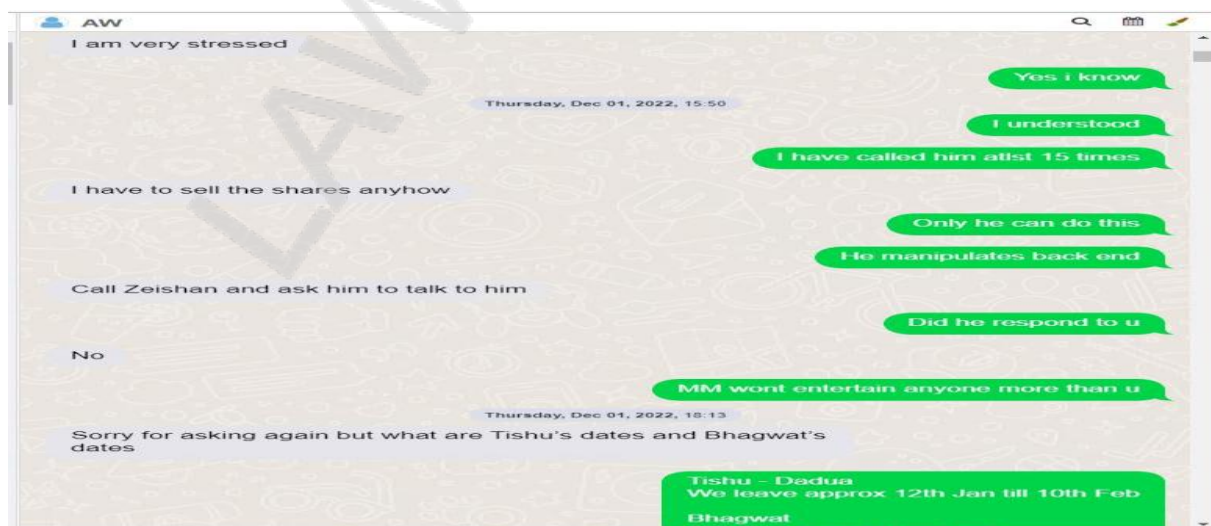 AW
I am very stressed
Yes i know
Thursday, Dec 01, 2022, 15:50
I understood
I have called him atlst 15 times
I have to sell the shares anyhow
Only he can do this
He manipulates back end
Call Zeishan and ask him to talk to him
Did he respond to u
No
MM wont entertain anyone more than u
Thursday, Dec 01, 2022, 18:13
Sorry for asking again but what are Tishu's dates and Bhagwat's
dates
Tishu - Dadua
We leave approx 12th Jan till 10th Feb
Bhagwat
LAW